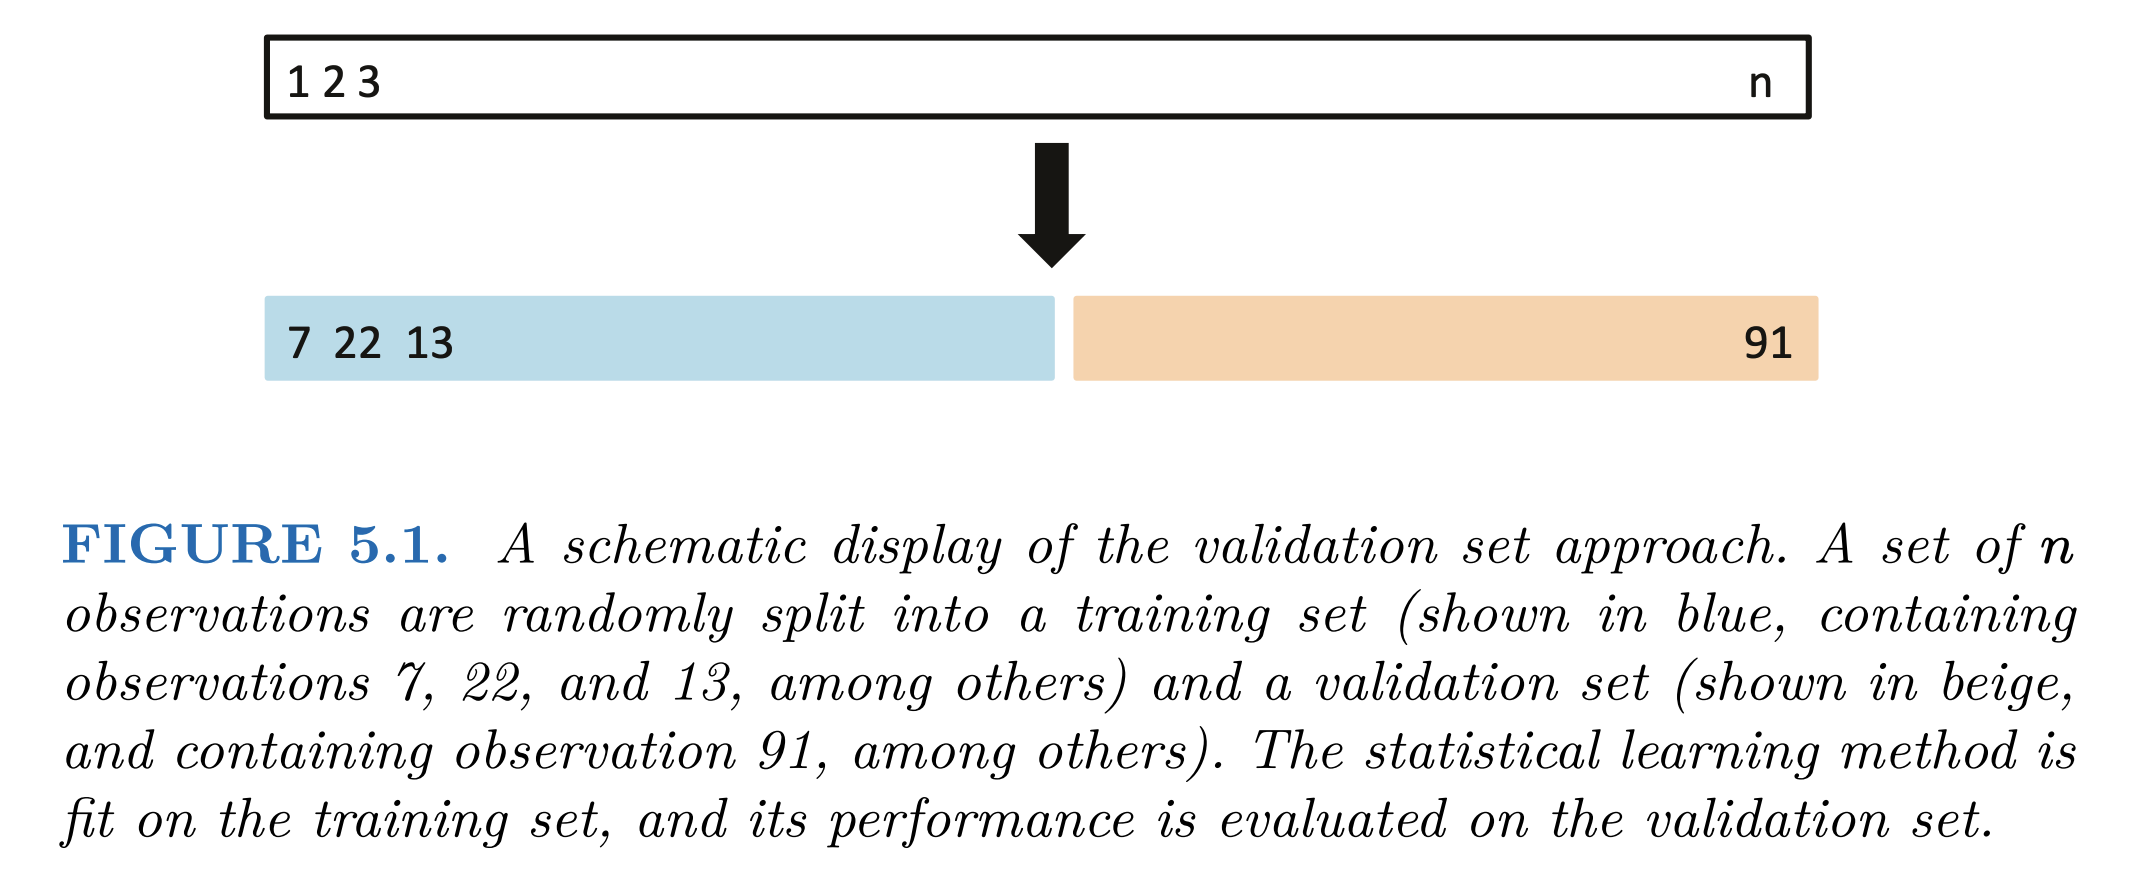 1 2 3 n
7 22 13 91
FIGURE 5.1. A schematic display of the validation set approach. A set of n
observations are randomly split into a training set (shown in blue, containing
observations 7, 22, and 13, among others) and a validation set (shown in beige,
and containing observation 91, among others). The statistical learning method is
fit on the training set, and its performance is evaluated on the validation set.